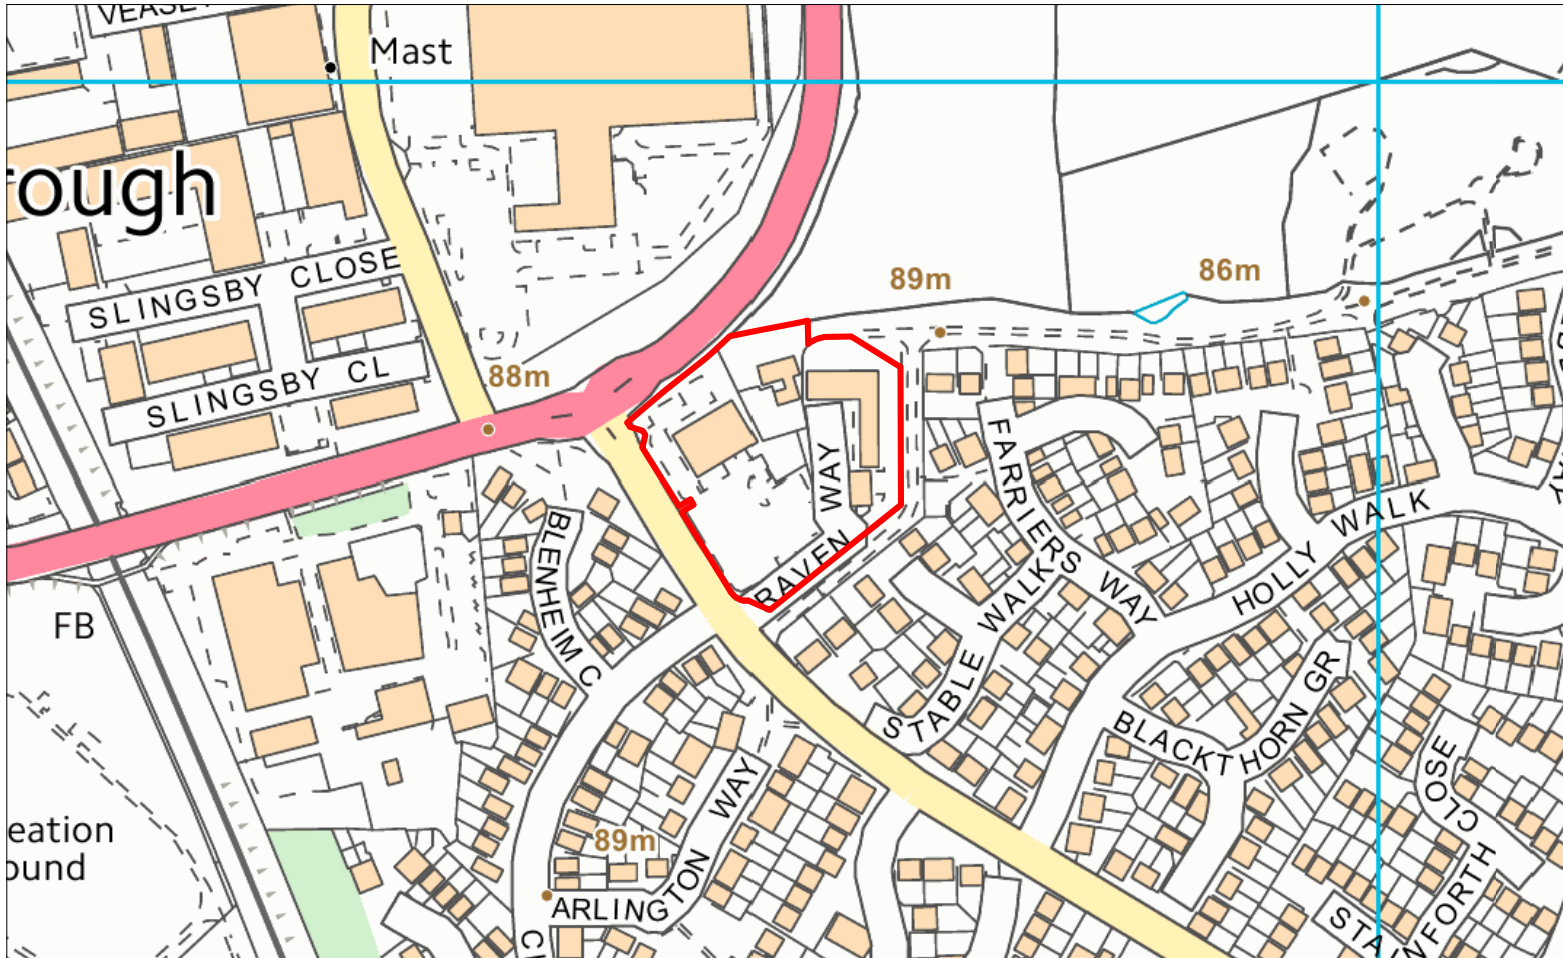 Mast
rough
SLINGSBY CLOSE
SLINGSBY CL
88m
89m
86m
RAVEN WAY
FARRIERS WAY
HOLLY WALK
BLENHEIM C
STABLE WALK
FB
BLACKTHORN GR
CLOSE
STAINFORTH
ARLINGTON WAY
89m
eation
ound